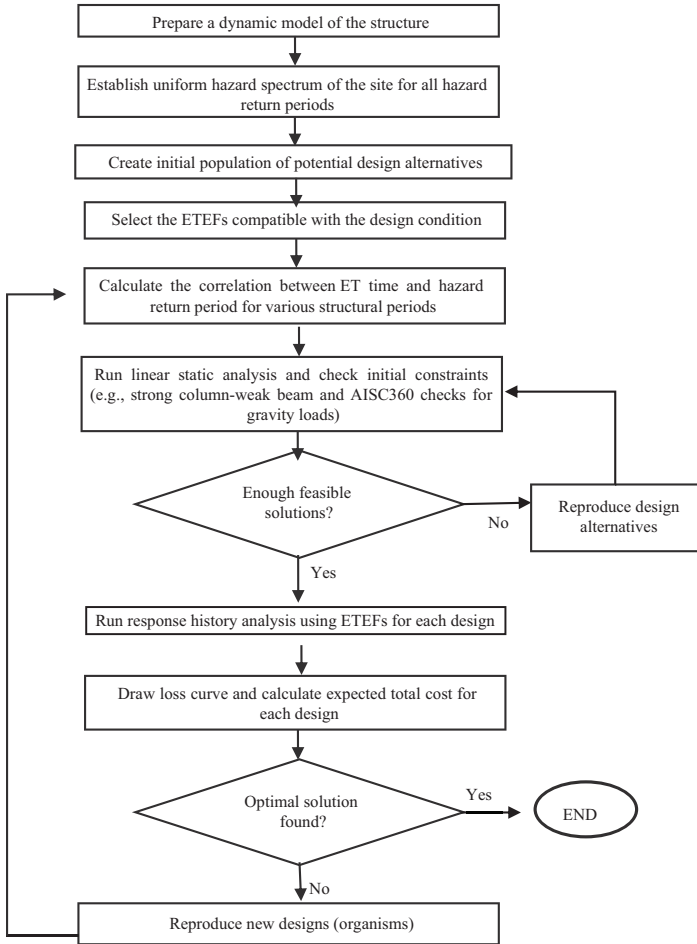 Prepare a dynamic model of the structure
Establish uniform hazard spectrum of the site for all hazard
return periods
Create initial population of potential design alternatives
Select the ETEFs compatible with the design condition
Calculate the correlation between ET time and hazard
return period for various structural periods
Run linear static analysis and check initial constraints
(e.g., strong column-weak beam and AISC360 checks for
gravity loads)
Enough feasible
solutions?
No
Reproduce design
alternatives
Yes
Run response history analysis using ETEFs for each design
Draw loss curve and calculate expected total cost for
each design
Optimal solution
found?
Yes
END
No
Reproduce new designs (organisms)